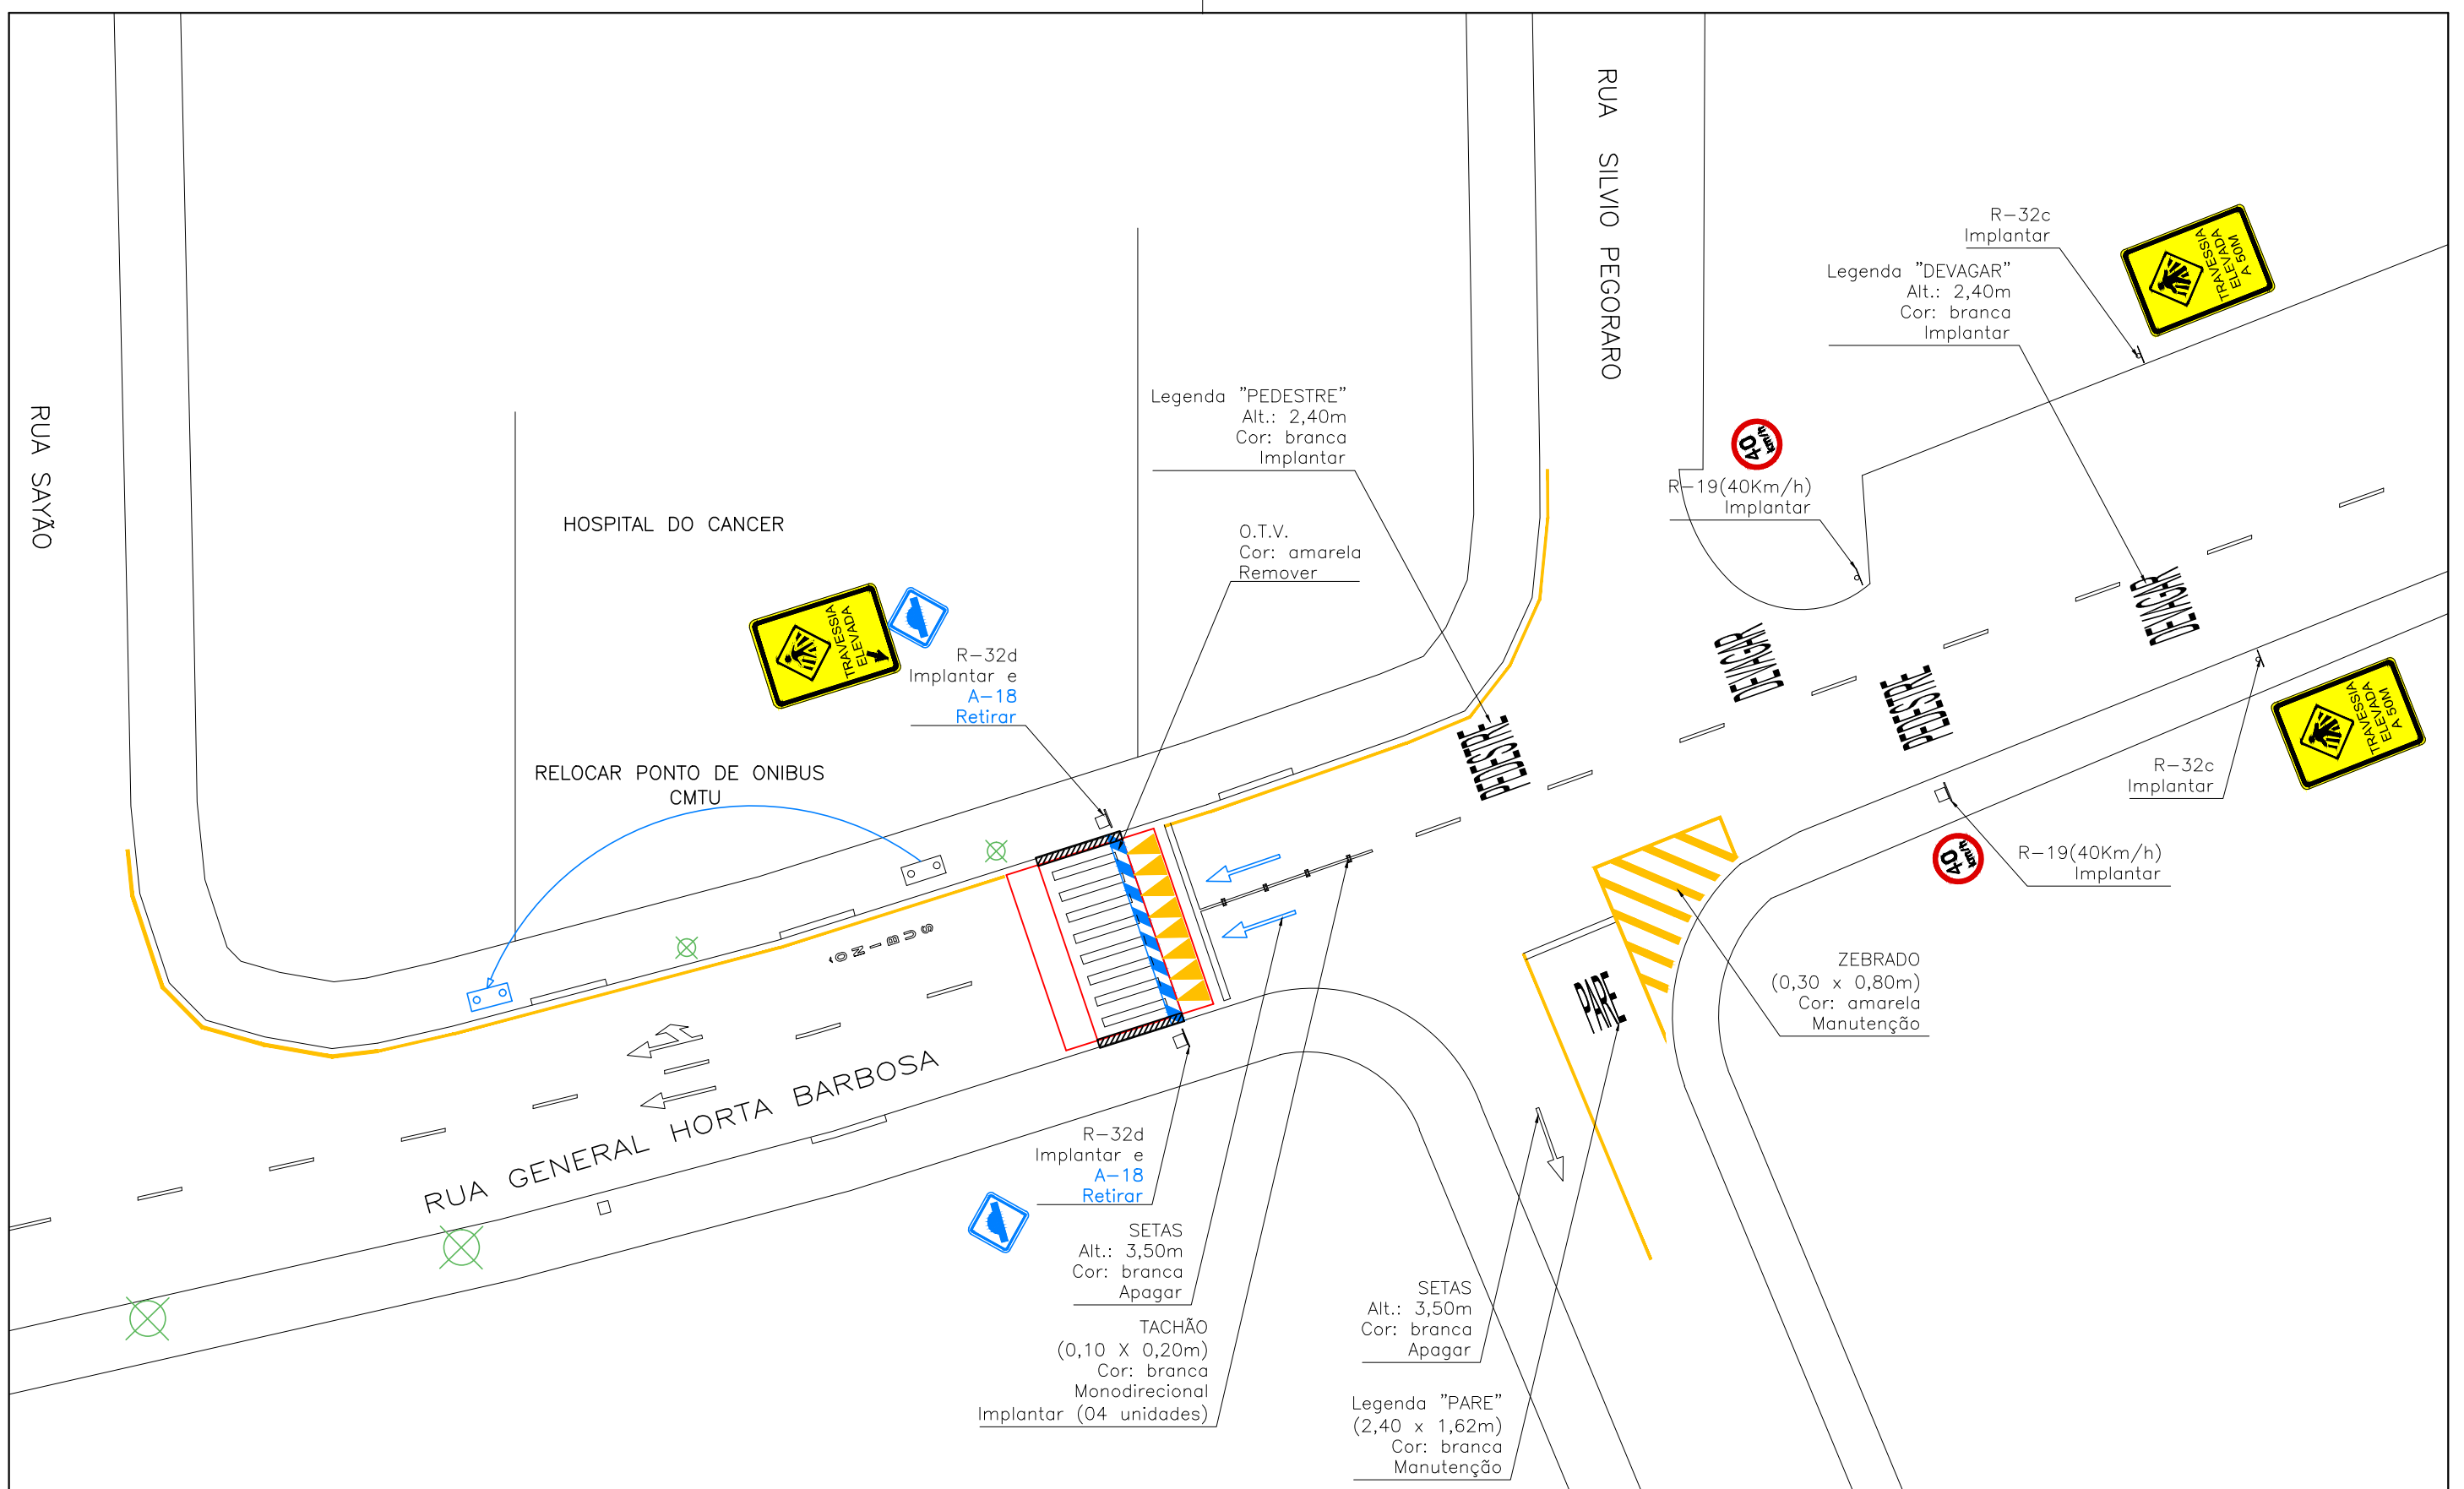 RUA SAYÃO
RUA SILVIO PEGORARO
R-32c
Implantar
TRAVESSIA
ELEVADA
A 50M
Legenda "DEVAGAR"
Alt.: 2,40m
Cor: branca
Implantar
Legenda "PEDESTRE"
Alt.: 2,40m
Cor: branca
Implantar
40
km/h
R-19(40Km/h)
Implantar
HOSPITAL DO CANCER
O.T.V.
Cor: amarela
Remover
TRAVESSIA
ELEVADA
R-32d
Implantar e
A-18
Retirar
DEVAGAR
DEVAGAR
PEDESTRE
PEDESTRE
TRAVESSIA
ELEVADA
A 50M
R-32c
Implantar
RELOCAR PONTO DE ONIBUS
CMTU
R-19(40Km/h)
Implantar
40
km/h
ÔNIBUS
ZEBRADO
(0,30 x 0,80m)
Cor: amarela
Manutenção
PARE
RUA GENERAL HORTA BARBOSA
R-32d
Implantar e
A-18
Retirar
SETAS
Alt.: 3,50m
Cor: branca
Apagar
SETAS
Alt.: 3,50m
Cor: branca
Apagar
TACHÃO
(0,10 X 0,20m)
Cor: branca
Monodirecional
Implantar (04 unidades)
Legenda "PARE"
(2,40 x 1,62m)
Cor: branca
Manutenção